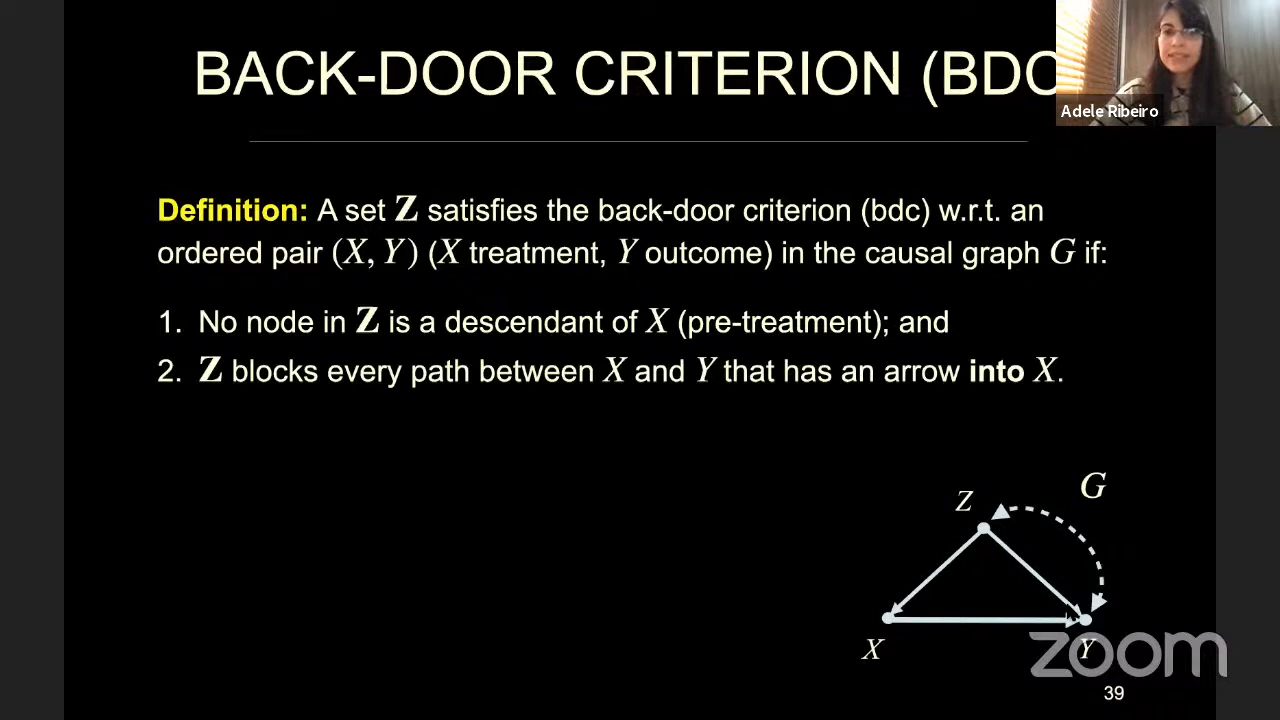 BACK-DOOR CRITERION (BDC
Adele Ribeiro
Definition: A set Z satisfies the back-door criterion (bdc) w.r.t. an
ordered pair (X, Y) (X treatment, Y outcome) in the causal graph G if:
1. No node in Z is a descendant of X (pre-treatment); and
2. Z blocks every path between X and Y that has an arrow into X.
G
Z
X
Y
zoom
39